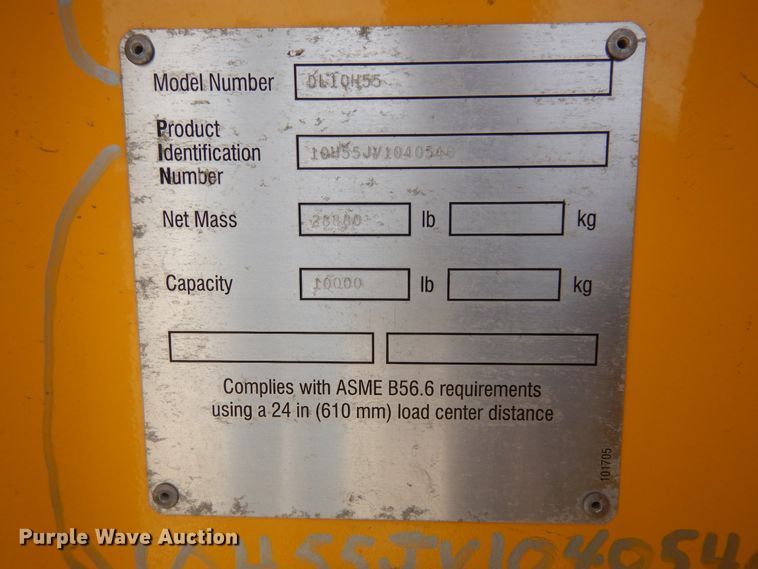 Model Number DL10H55
Product
Identification 10H55JV104054
Number
Net Mass lb kg
Capacity 10000 lb kg
Complies with ASME B56.6 requirements
using a 24 in (610 mm) load center distance
101705
Purple Wave Auction